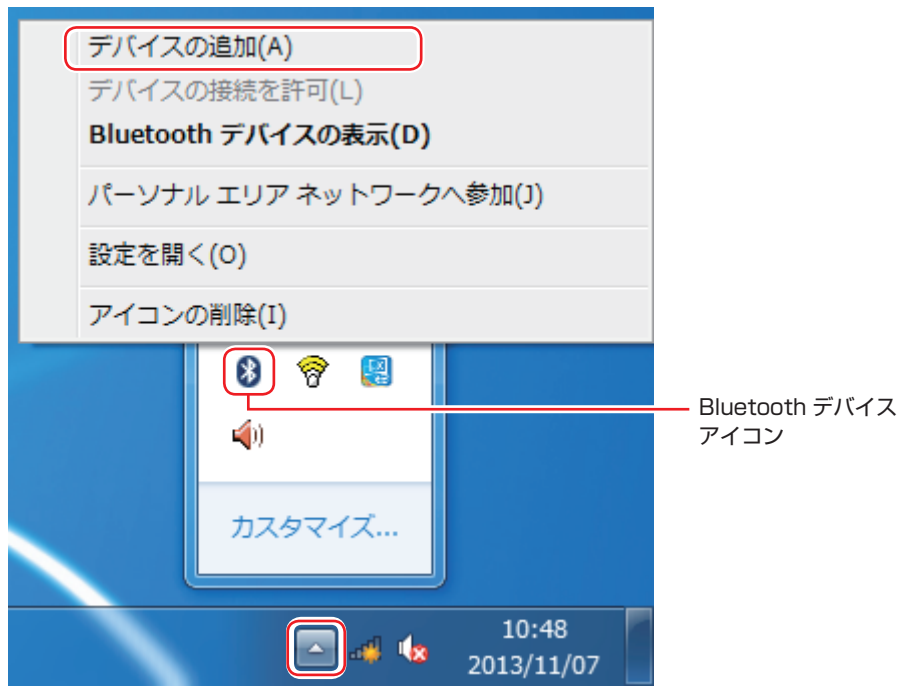 デバイスの追加(A)
デバイスの接続を許可(L)
Bluetooth デバイスの表示(D)
パーソナル エリア ネットワークへ参加(J)
設定を開く(O)
アイコンの削除(I)
Bluetooth デバイス
アイコン
カスタマイズ...
10:48
2013/11/07